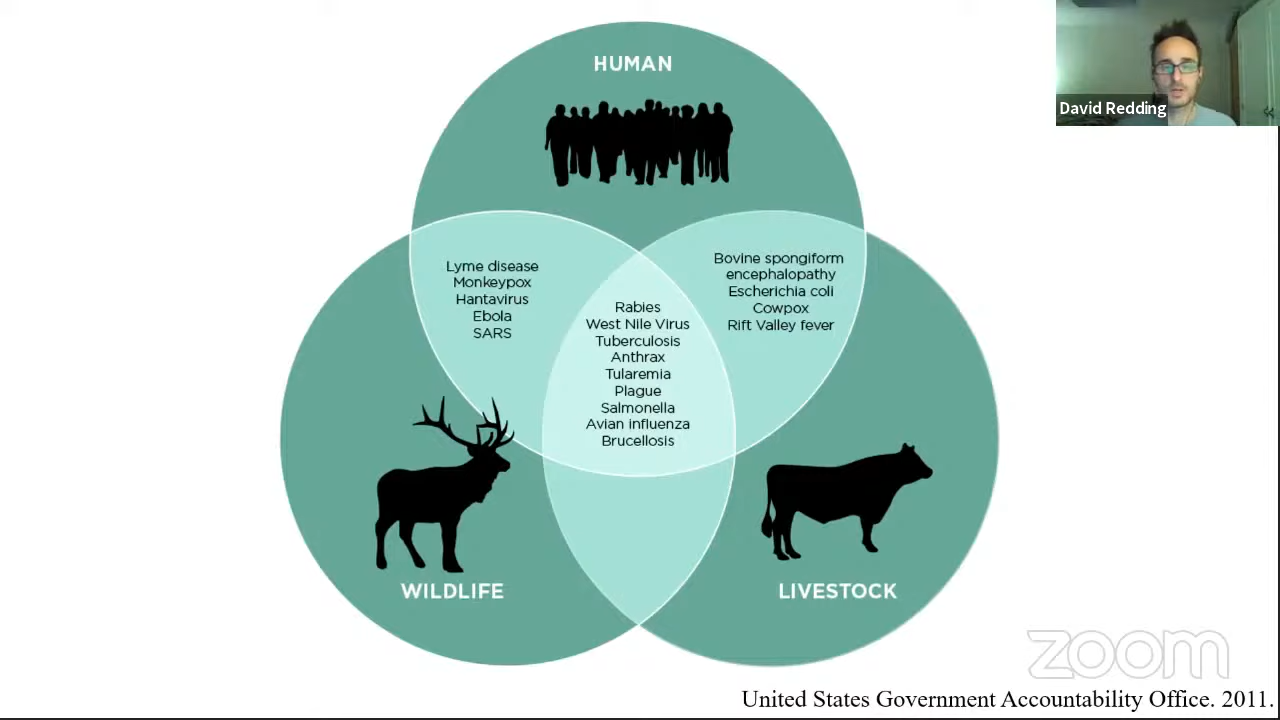 HUMAN
David Redding
Lyme disease
Monkeypox
Hantavirus
Ebola
SARS
Bovine spongiform
encephalopathy
Escherichia coli
Cowpox
Rift Valley fever
Rabies
West Nile Virus
Tuberculosis
Anthrax
Tularemia
Plague
Salmonella
Avian influenza
Brucellosis
WILDLIFE
LIVESTOCK
zoom
United States Government Accountability Office. 2011.